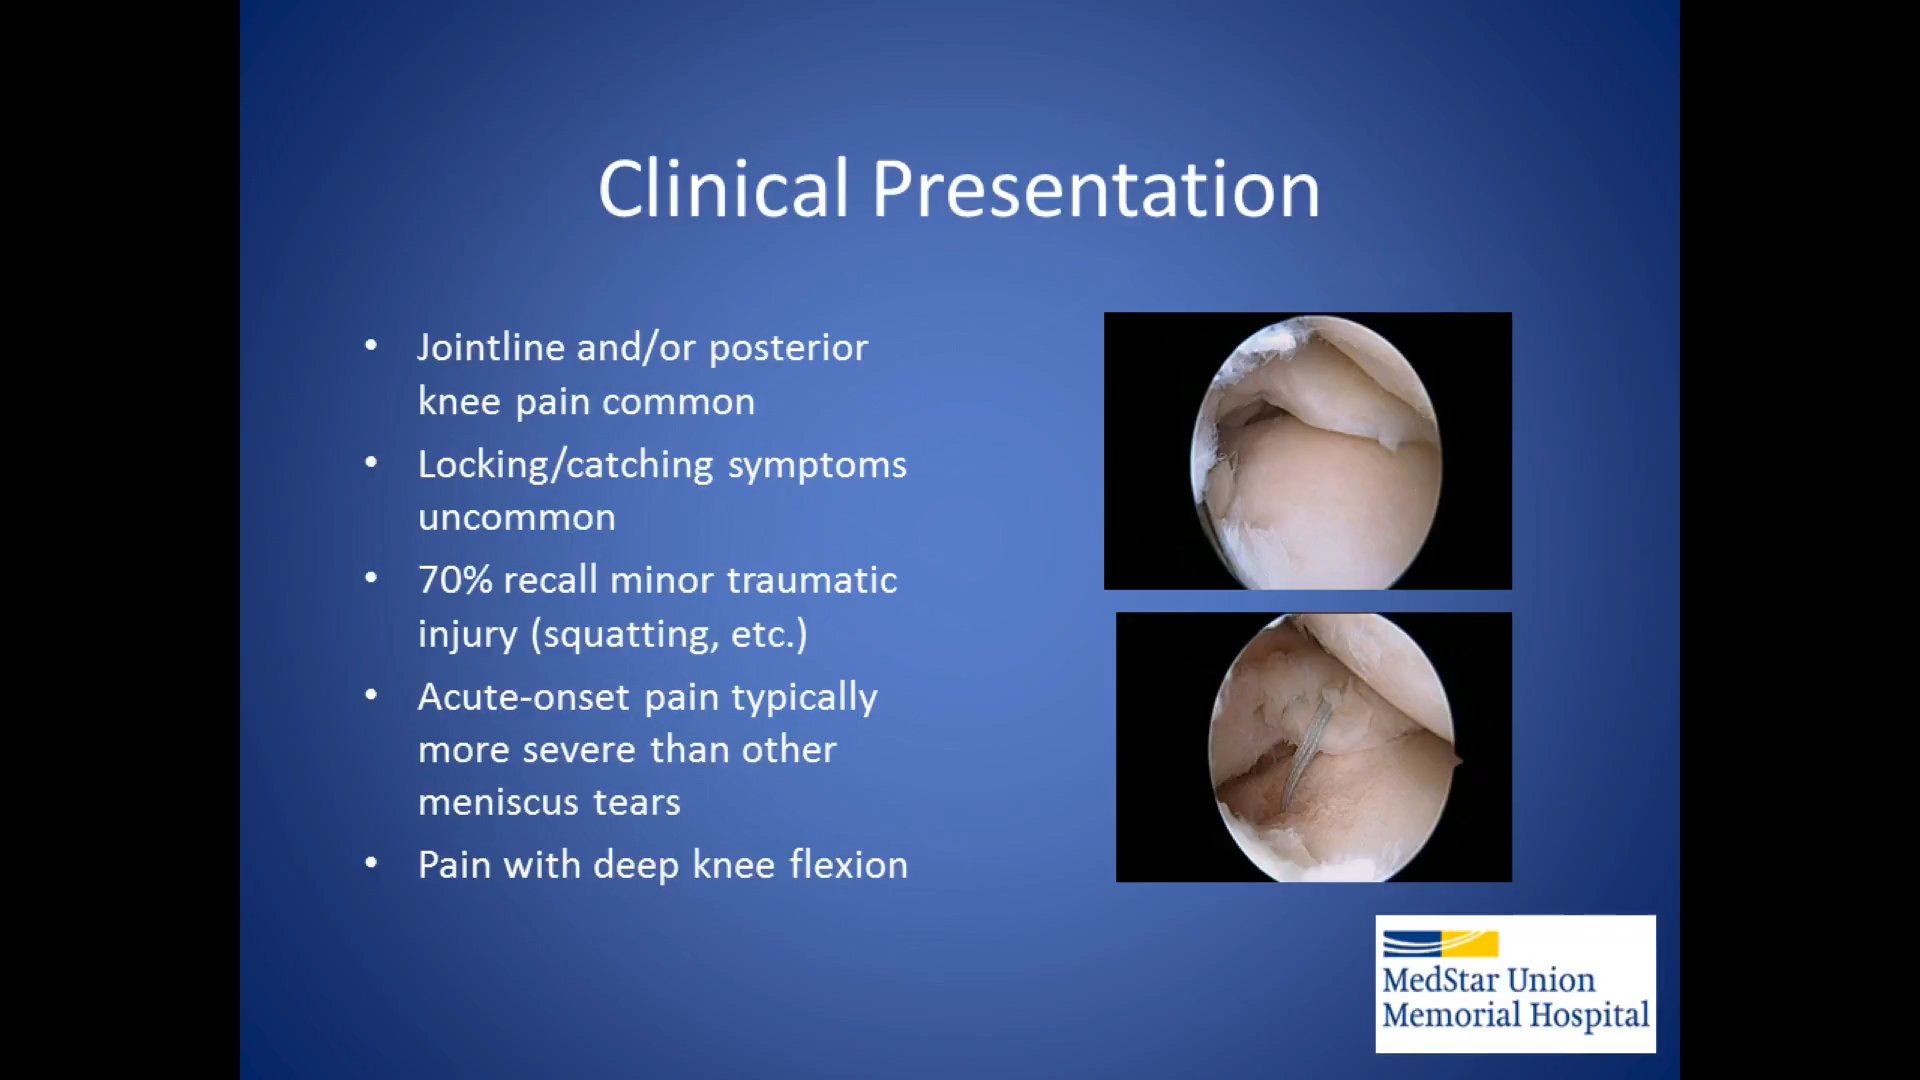 Clinical Presentation
• Jointline and/or posterior
knee pain common
• Locking/catching symptoms
uncommon
• 70% recall minor traumatic
injury (squatting, etc.)
• Acute-onset pain typically
more severe than other
meniscus tears
• Pain with deep knee flexion
MedStar Union
Memorial Hospital